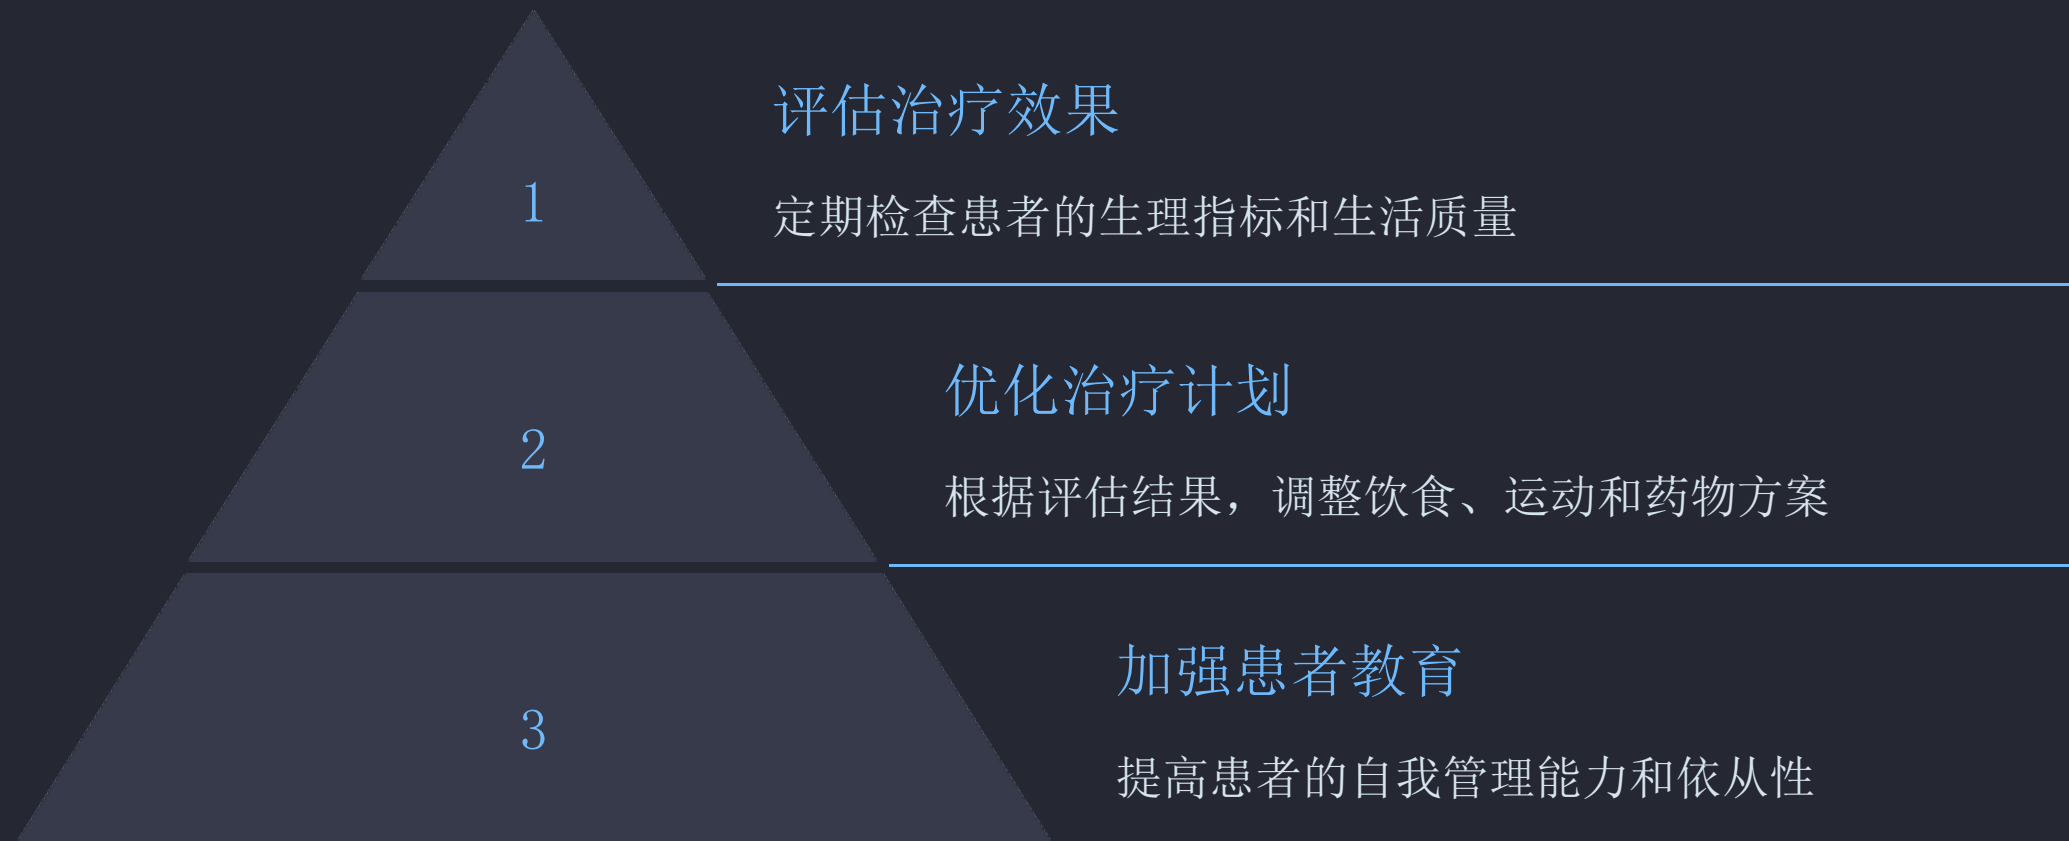 1
评估治疗效果
定期检查患者的生理指标和生活质量
2
优化治疗计划
根据评估结果，调整饮食、运动和药物方案
3
加强患者教育
提高患者的自我管理能力和依从性